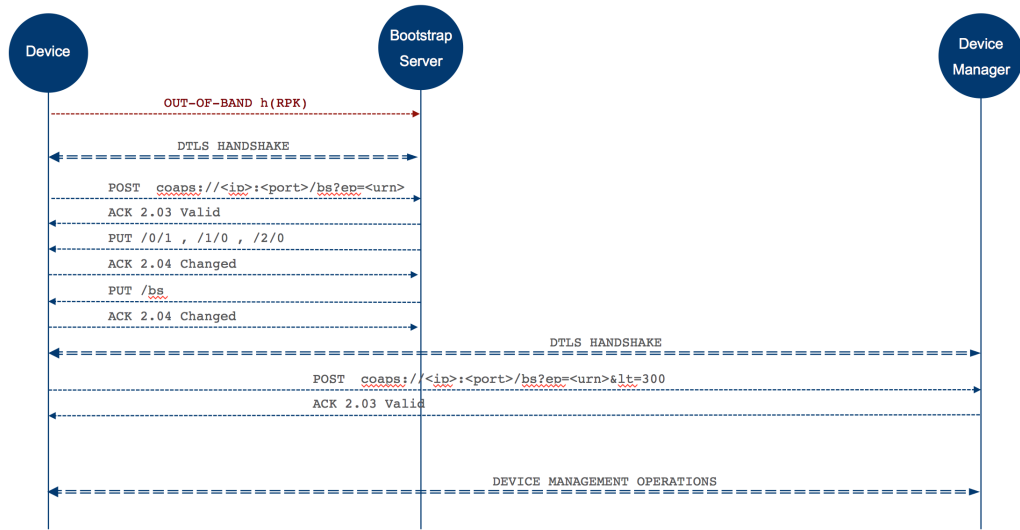 Device
Bootstrap
Server
Device
Manager
OUT-OF-BAND h(RPK)
DTLS HANDSHAKE
POST coaps://<ip>:<port>/bs?ep=<urn>
ACK 2.03 Valid
PUT /0/1 , /1/0 , /2/0
ACK 2.04 Changed
PUT /bs
ACK 2.04 Changed
DTLS HANDSHAKE
POST coaps://<ip>:<port>/bs?ep=<urn>&lt=300
ACK 2.03 Valid
DEVICE MANAGEMENT OPERATIONS